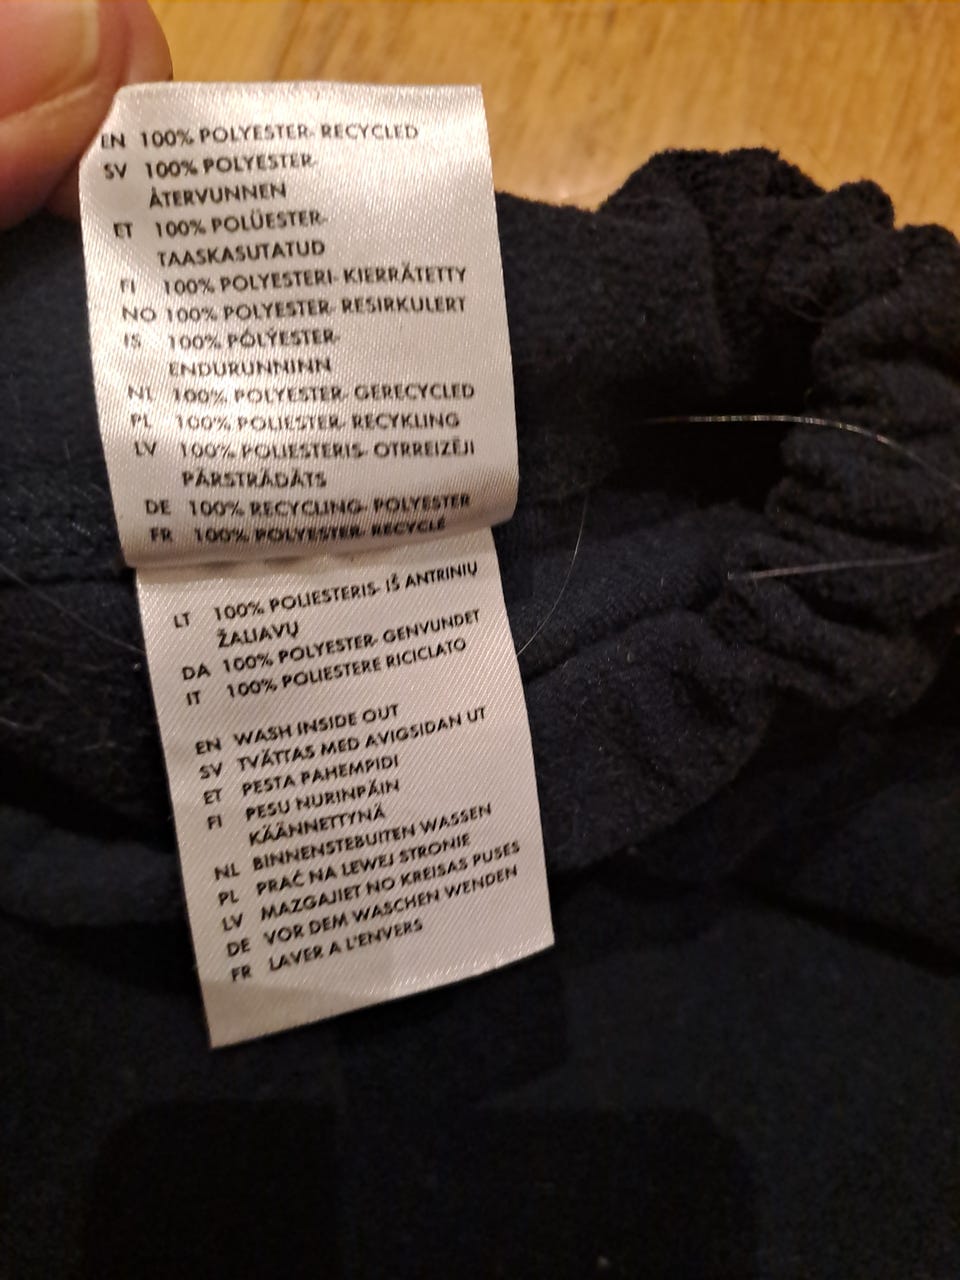 EN 100% POLYESTER- RECYCLED
SV 100% POLYESTER-
ÅTERVUNNEN
ET 100% POLÜESTER-
TAASKASUTATUD
FI 100% POLYESTERI- KIERRÄTETTY
NO 100% POLYESTER- RESIRKULERT
IS 100% PÓLÝESTER-
ENDURUNNINN
NL 100% POLYESTER- GERECYCLED
PL 100% POLIESTER- RECYKLING
LV 100% POLIESTERIS- OTRREIZĒJI
PĀRSTRĀDĀTS
DE 100% RECYCLING- POLYESTER
FR 100% POLYESTER- RECYCLÉ
LT 100% POLIESTERIS- IŠ ANTRINIŲ
ŽALIAVŲ
DA 100% POLYESTER- GENVUNDET
IT 100% POLIESTERE RICICLATO
EN WASH INSIDE OUT
SV TVÄTTAS MED AVIGSIDAN UT
ET PESTA PAHEMPIDI
FI PESU NURINPÄIN
KÄÄNNETTYNÄ
NL BINNENSTEBUITEN WASSEN
PL PRAĆ NA LEWEJ STRONIE
LV MAZGAJIET NO KREISAS PUSES
DE VOR DEM WASCHEN WENDEN
FR LAVER A L'ENVERS